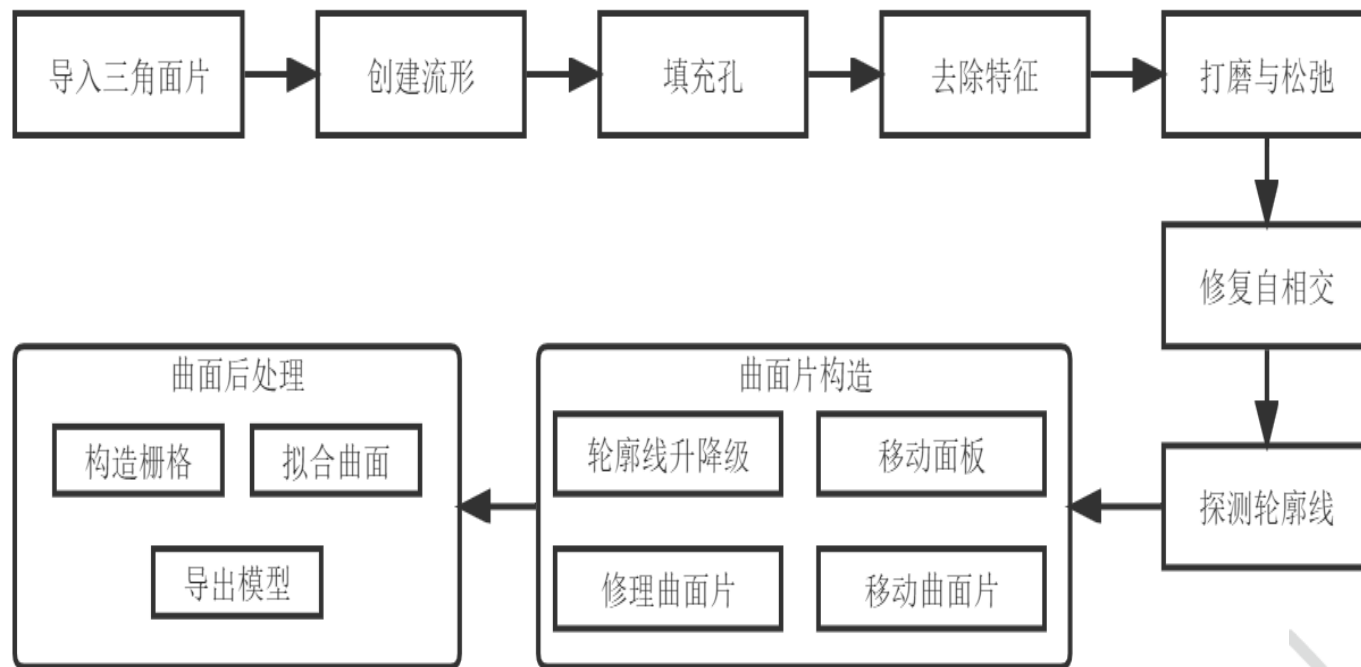 导入三角面片
创建流形
填充孔
去除特征
打磨与松弛
修复自相交
探测轮廓线
曲面片构造
轮廓线升降级
移动面板
修理曲面片
移动曲面片
曲面后处理
构造栅格
拟合曲面
导出模型